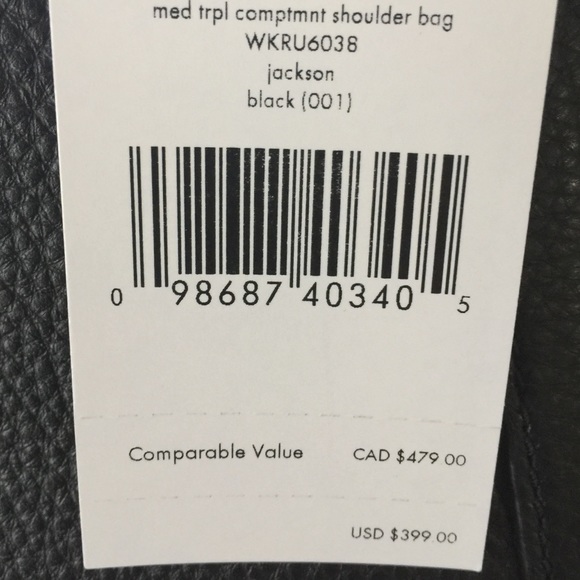 med trpl comptmnt shoulder bag
WKRU6038
jackson
black (001)
0 98687 40340 5
Comparable Value CAD $479.00
USD $399.00